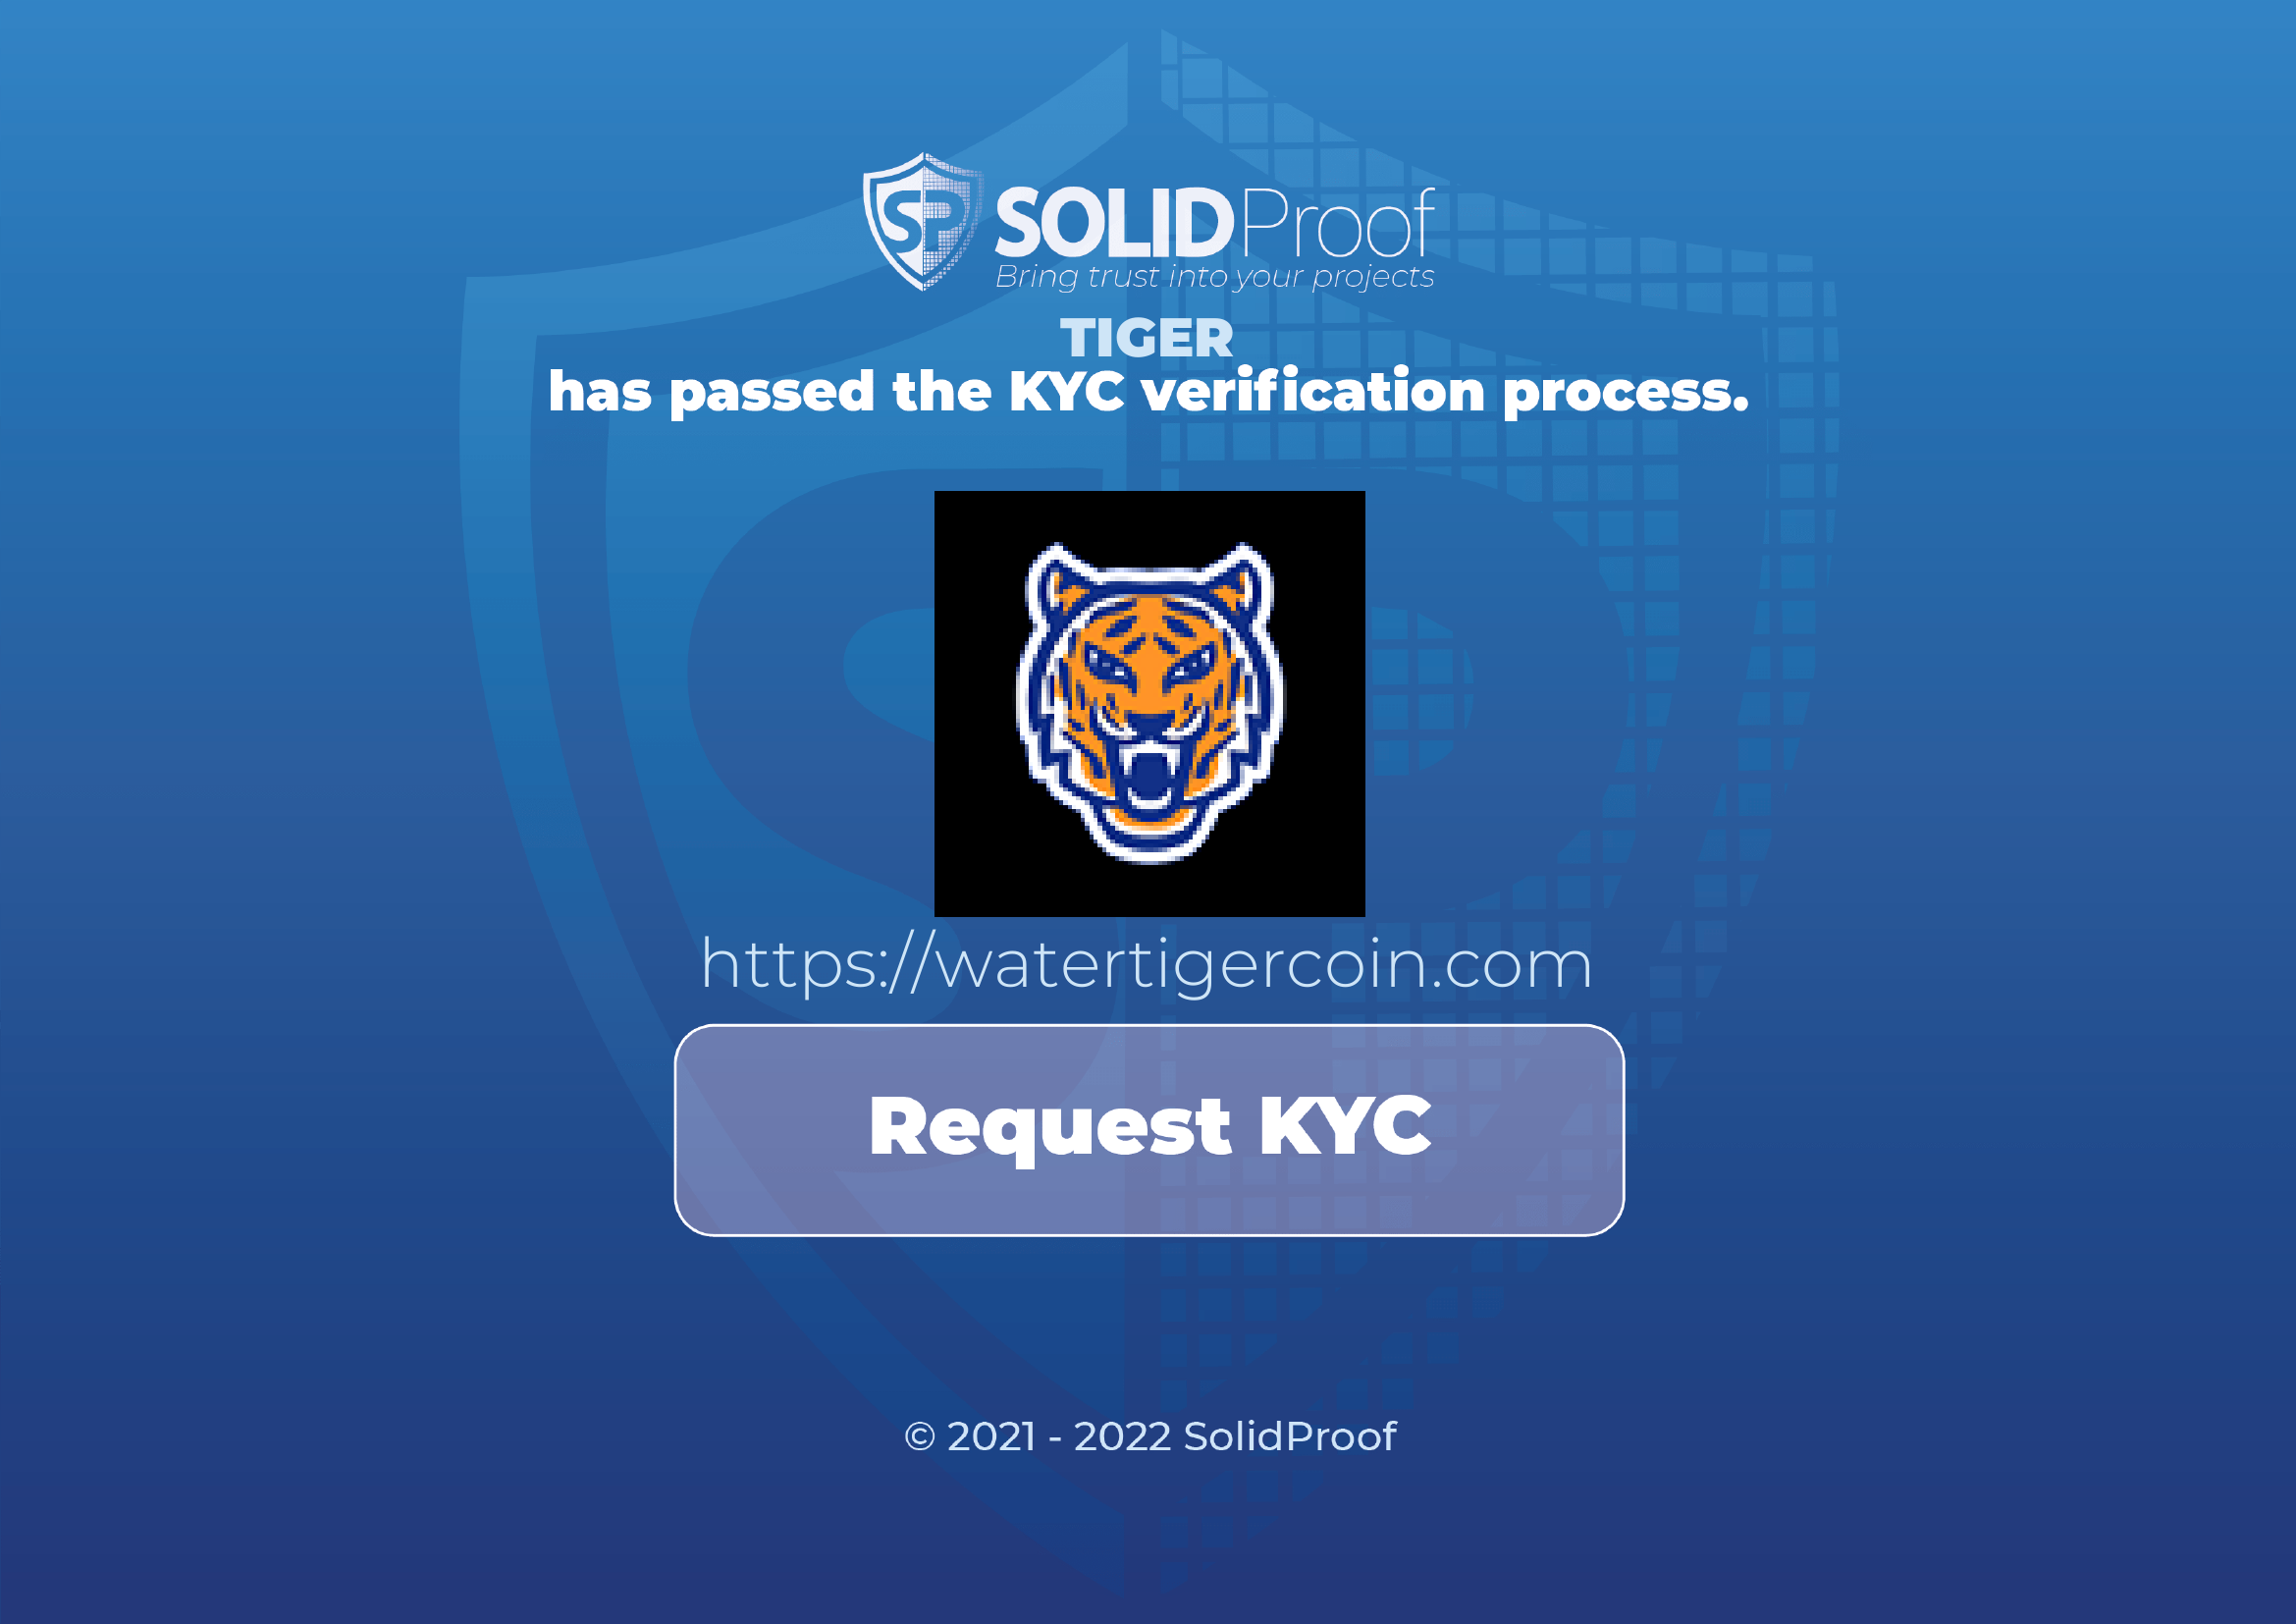 SP SOLIDProof
Bring trust into your projects
TIGER
has passed the KYC verification process.
https://watertigercoin.com
Request KYC
© 2021 - 2022 SolidProof